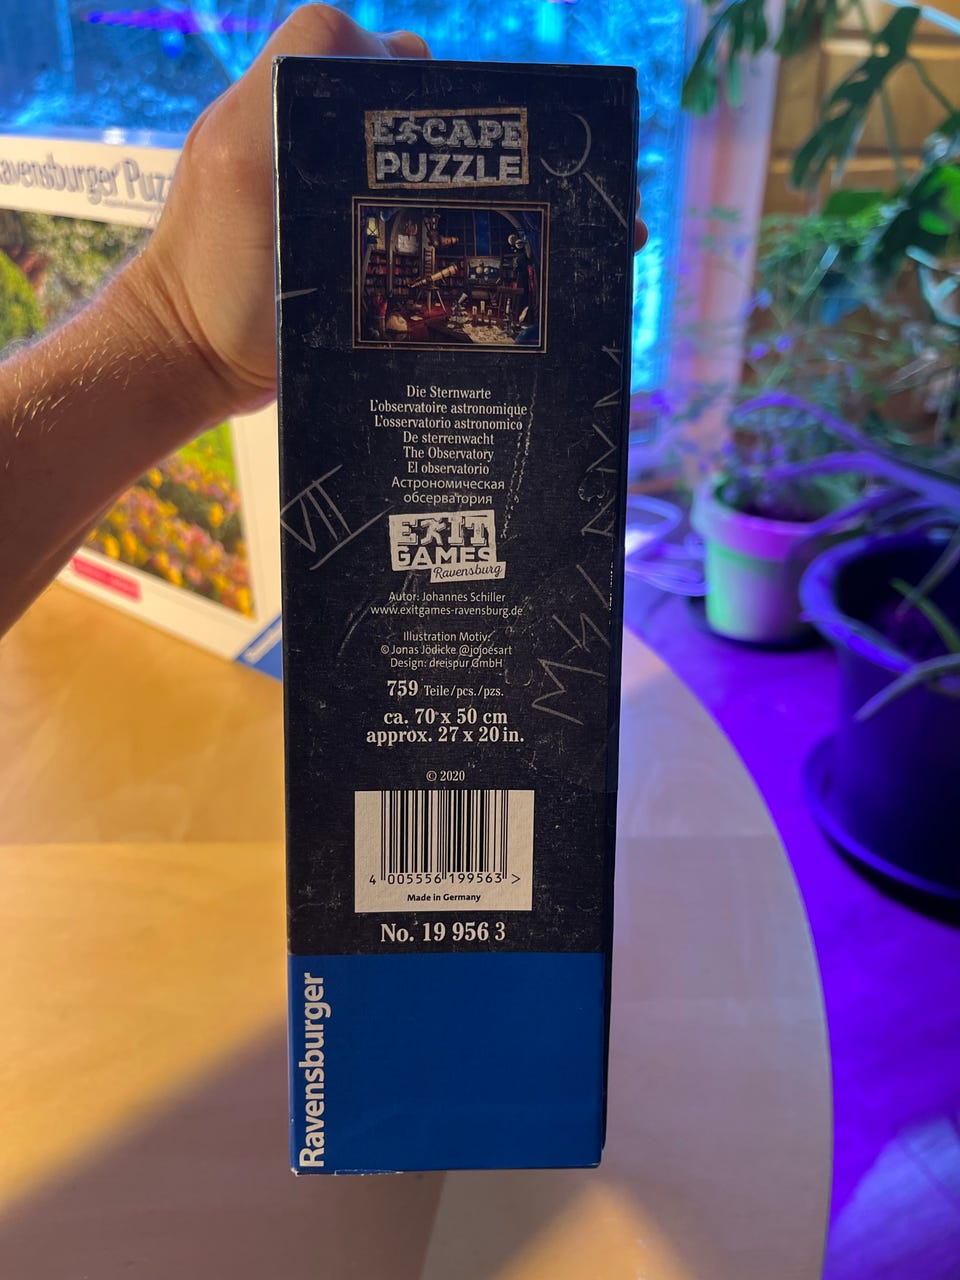 ESCAPE
PUZZLE
Die Sternwarte
L'observatoire astronomique
L'osservatorio astronomico
De sterrenwacht
The Observatory
El observatorio
Астрономическая
обсерватория
EXIT
GAMES
Ravensburg
Autor: Johannes Schiller
www.exitgames-ravensburg.de
Illustration Motiv:
© Jonas Jödicke @jojoesart
Design: dreispur GmbH
759 Teile/pcs./pzs.
ca. 70 x 50 cm
approx. 27 x 20 in.
© 2020
4 005556 199563 >
Made in Germany
No. 19 956 3
Ravensburger
VII
Ravensburger Puz